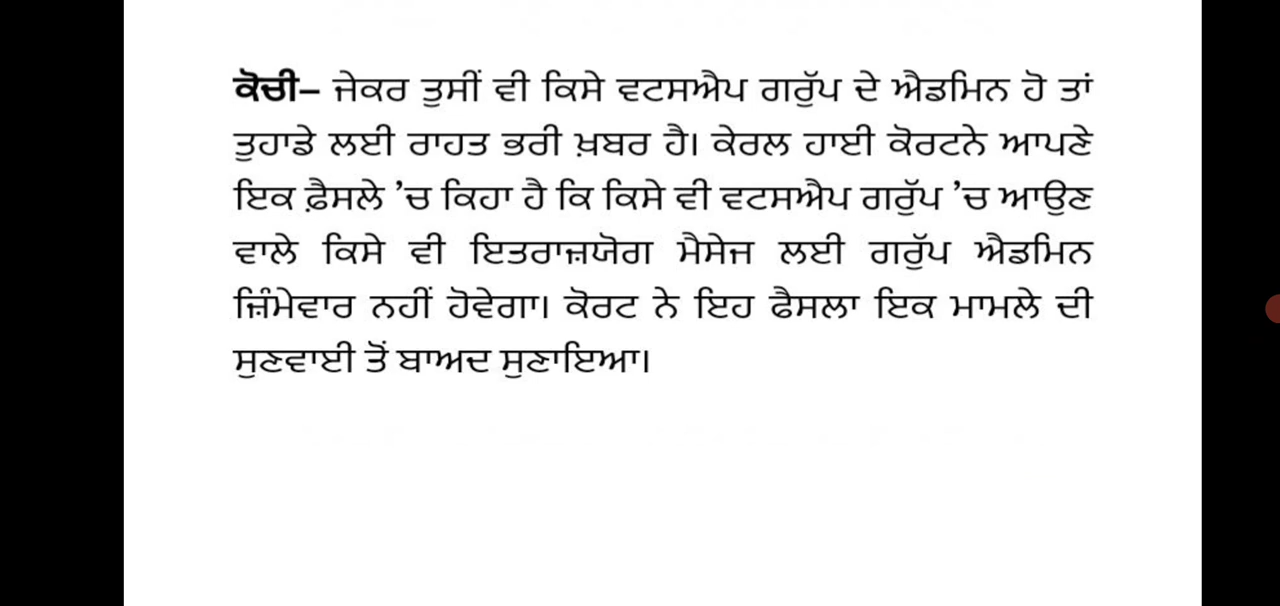 ਕੋਚੀ– ਜੇਕਰ ਤੁਸੀਂ ਵੀ ਕਿਸੇ ਵਟਸਐਪ ਗਰੁੱਪ ਦੇ ਐਡਮਿਨ ਹੋ ਤਾਂ
ਤੁਹਾਡੇ ਲਈ ਰਾਹਤ ਭਰੀ ਖ਼ਬਰ ਹੈ। ਕੇਰਲ ਹਾਈ ਕੋਰਟਨੇ ਆਪਣੇ
ਇਕ ਫ਼ੈਸਲੇ ’ਚ ਕਿਹਾ ਹੈ ਕਿ ਕਿਸੇ ਵੀ ਵਟਸਐਪ ਗਰੁੱਪ ’ਚ ਆਉਣ
ਵਾਲੇ ਕਿਸੇ ਵੀ ਇਤਰਾਜ਼ਯੋਗ ਮੈਸੇਜ ਲਈ ਗਰੁੱਪ ਐਡਮਿਨ
ਜ਼ਿੰਮੇਵਾਰ ਨਹੀਂ ਹੋਵੇਗਾ। ਕੋਰਟ ਨੇ ਇਹ ਫੈਸਲਾ ਇਕ ਮਾਮਲੇ ਦੀ
ਸੁਣਵਾਈ ਤੋਂ ਬਾਅਦ ਸੁਣਾਇਆ।